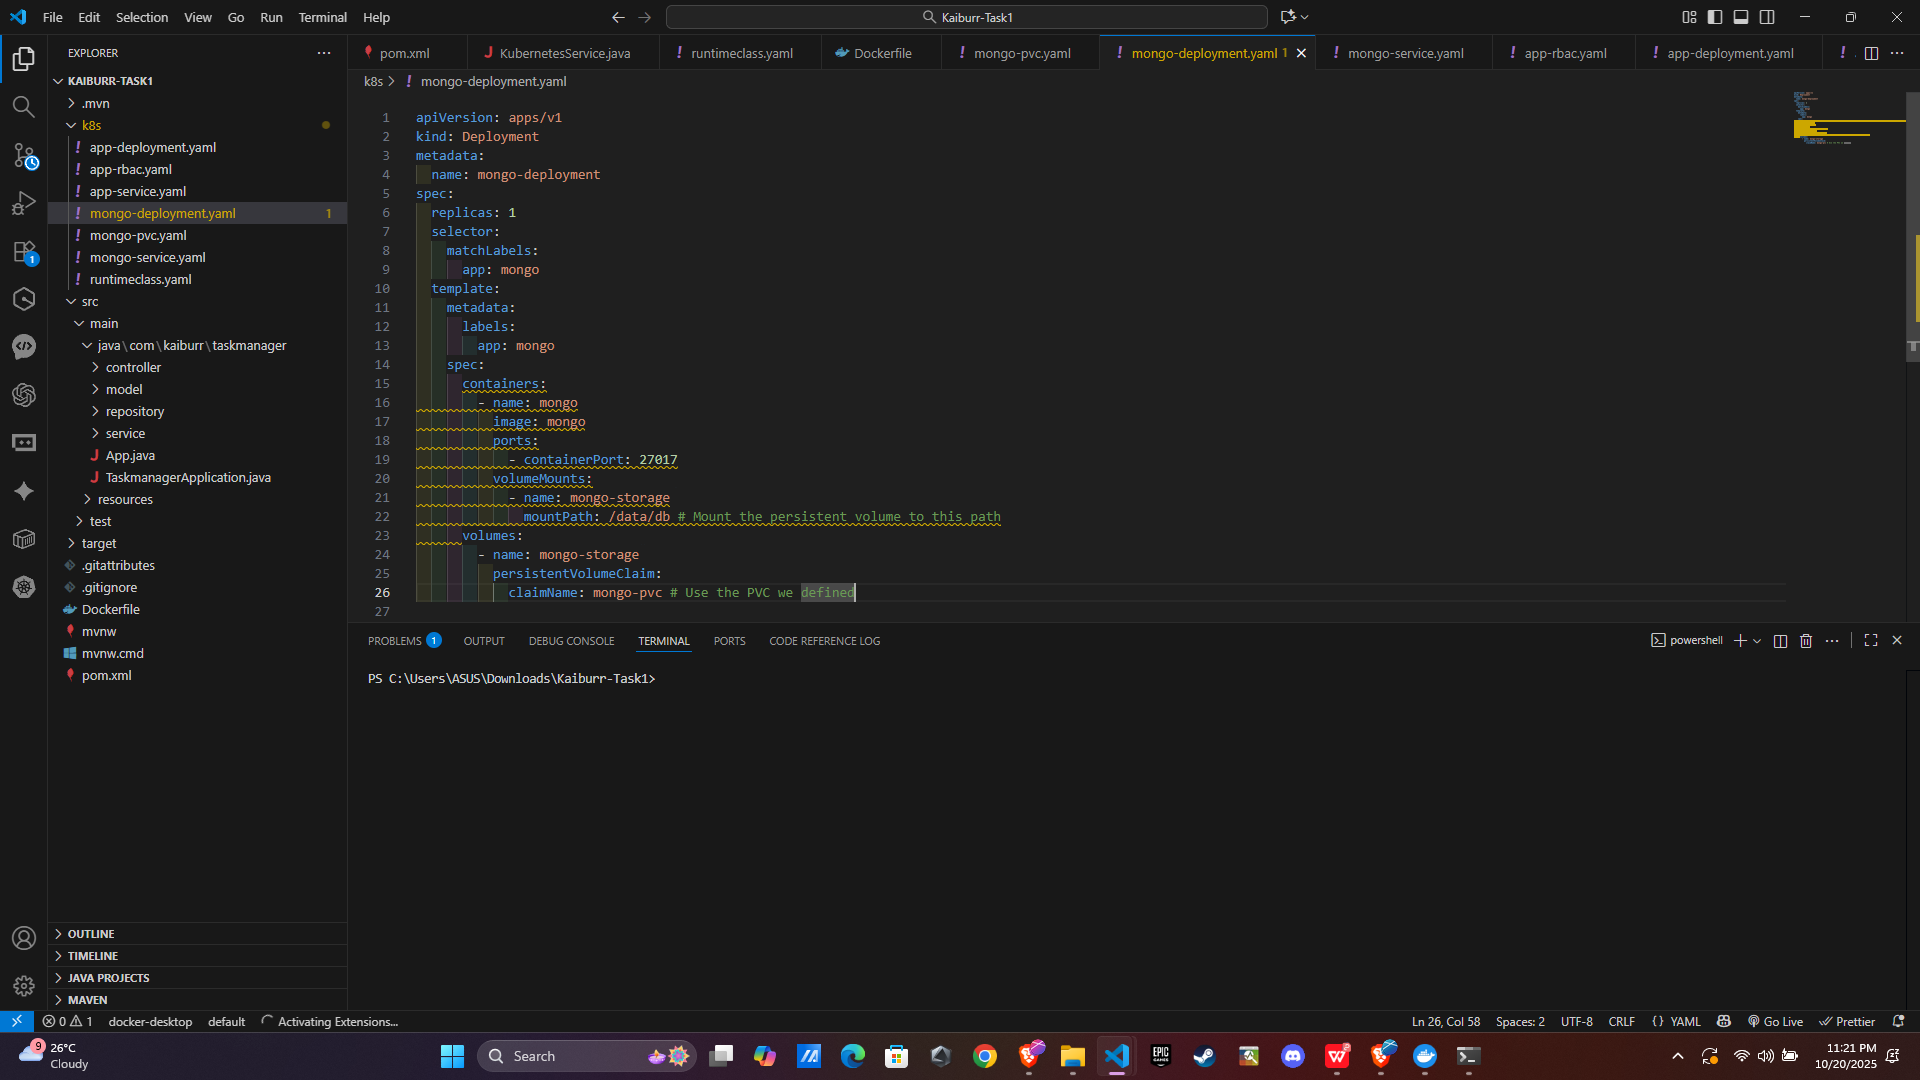 File Edit Selection View Go Run Terminal Help
Kaiburr-Task1
EXPLORER
KAIBURR-TASK1
.mvn
k8s
! app-deployment.yaml
! app-rbac.yaml
! app-service.yaml
! mongo-deployment.yaml 1
! mongo-pvc.yaml
! mongo-service.yaml
! runtimeclass.yaml
src
main
java\com\kaiburr\taskmanager
controller
model
repository
service
J App.java
J TaskmanagerApplication.java
resources
test
target
.gitattributes
.gitignore
Dockerfile
mvnw
mvnw.cmd
pom.xml
OUTLINE
TIMELINE
JAVA PROJECTS
MAVEN
1
pom.xml
J KubernetesService.java
! runtimeclass.yaml
Dockerfile
! mongo-pvc.yaml
! mongo-deployment.yaml 1
! mongo-service.yaml
! app-rbac.yaml
! app-deployment.yaml
!
k8s > ! mongo-deployment.yaml
1 apiVersion: apps/v1
2 kind: Deployment
3 metadata:
4 name: mongo-deployment
5 spec:
6 replicas: 1
7 selector:
8 matchLabels:
9 app: mongo
10 template:
11 metadata:
12 labels:
13 app: mongo
14 spec:
15 containers:
16 - name: mongo
17 image: mongo
18 ports:
19 - containerPort: 27017
20 volumeMounts:
21 - name: mongo-storage
22 mountPath: /data/db # Mount the persistent volume to this path
23 volumes:
24 - name: mongo-storage
25 persistentVolumeClaim:
26 claimName: mongo-pvc # Use the PVC we defined
27
PROBLEMS 1 OUTPUT DEBUG CONSOLE TERMINAL PORTS CODE REFERENCE LOG
powershell
PS C:\Users\ASUS\Downloads\Kaiburr-Task1>
0 1 docker-desktop default Activating Extensions...
Ln 26, Col 58 Spaces: 2 UTF-8 CRLF {} YAML Go Live Prettier
9
26°C
Cloudy
Search
EPIC
GAMES
11:21 PM
10/20/2025